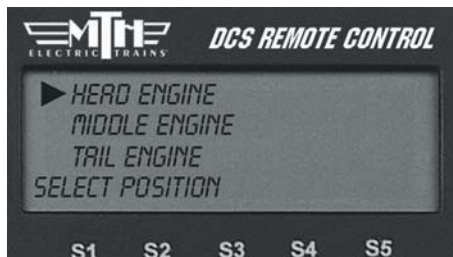 MTH DCS REMOTE CONTROL
ELECTRIC TRAINS
HEAD ENGINE
MIDDLE ENGINE
TAIL ENGINE
SELECT POSITION
S1 S2 S3 S4 S5